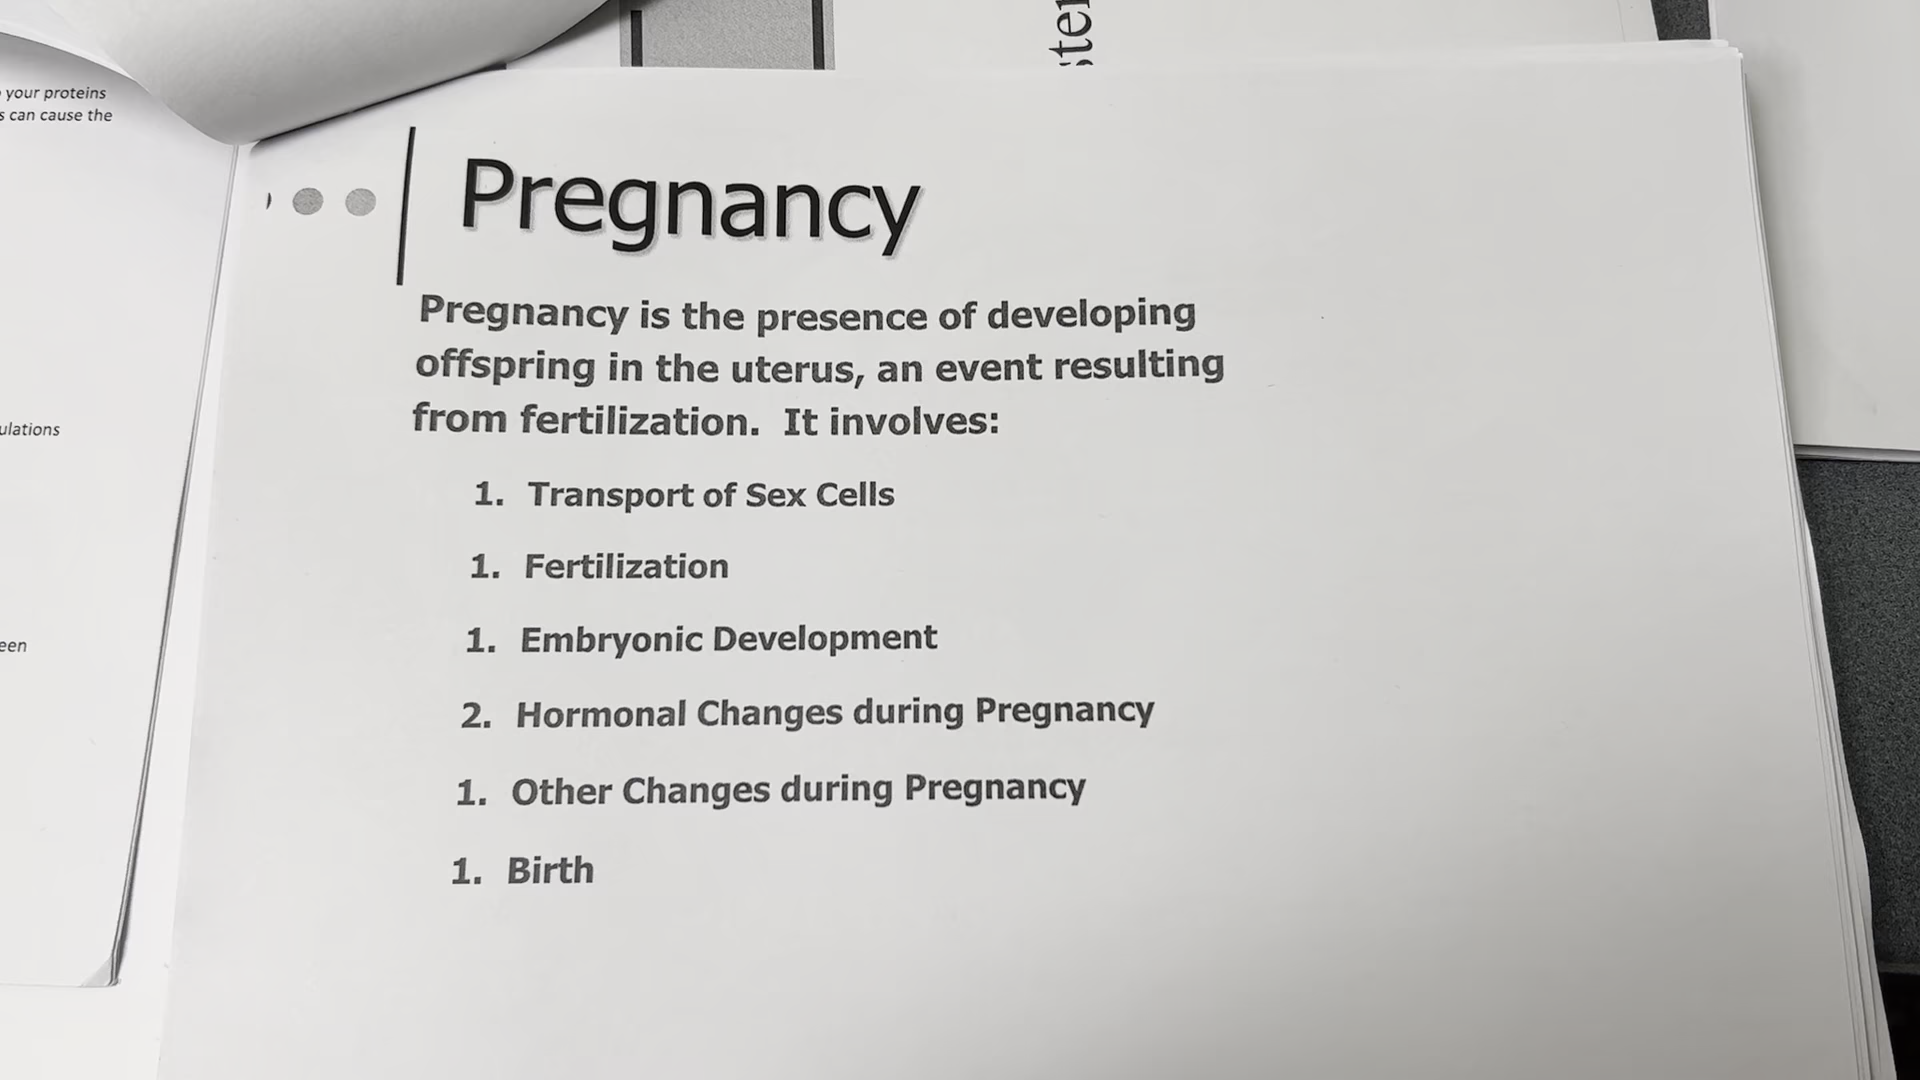 your proteins
can cause the
Pregnancy
Pregnancy is the presence of developing
offspring in the uterus, an event resulting
from fertilization. It involves:
1. Transport of Sex Cells
1. Fertilization
1. Embryonic Development
2. Hormonal Changes during Pregnancy
1. Other Changes during Pregnancy
1. Birth